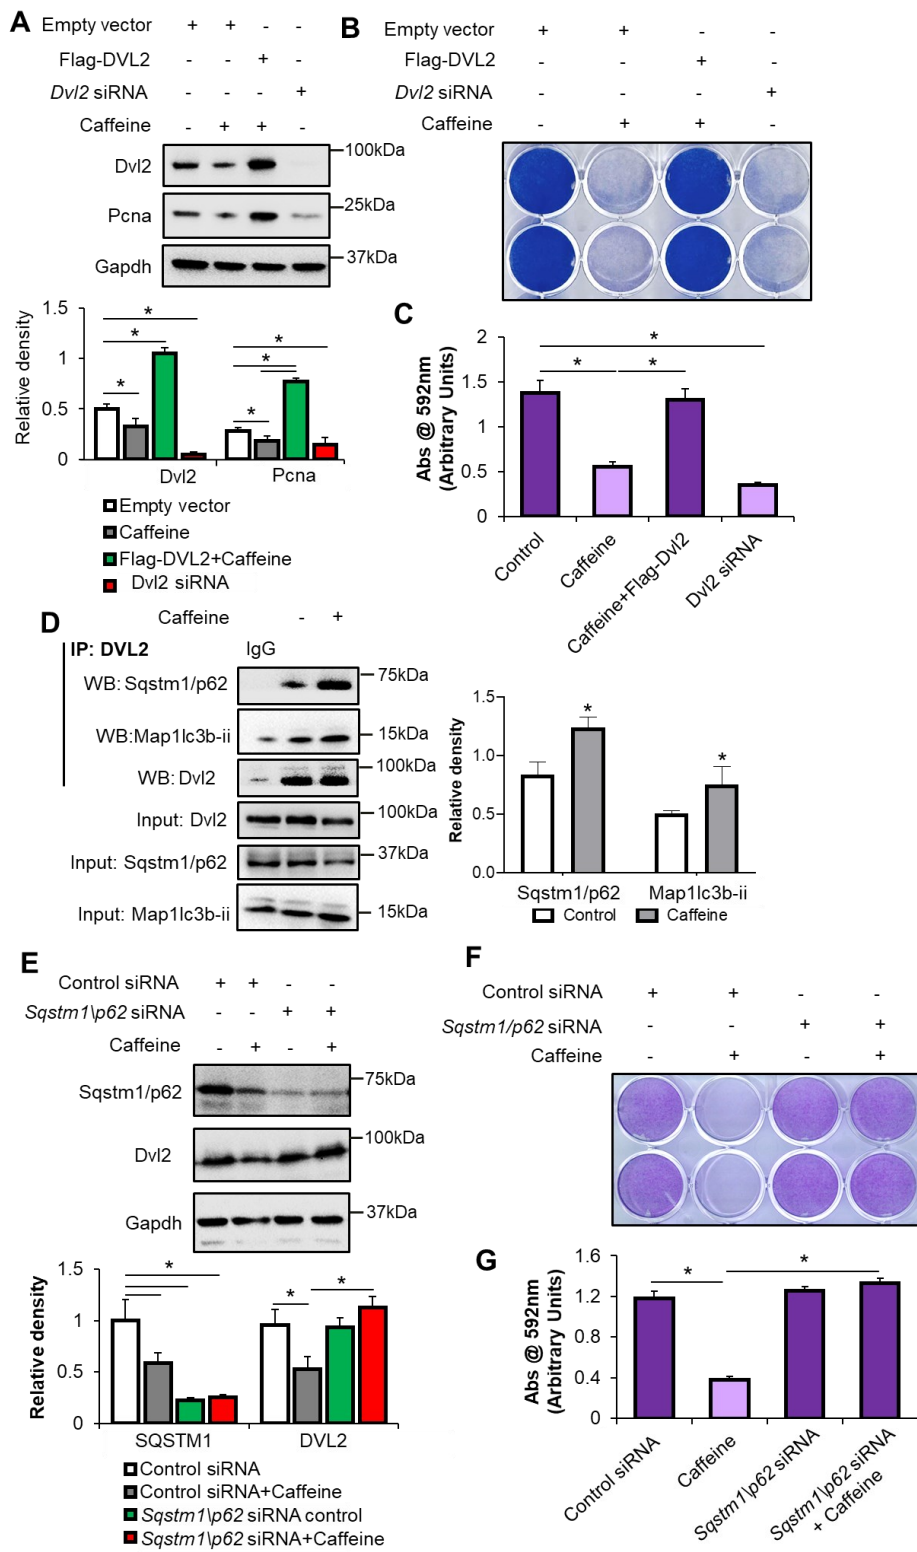 A
Empty vector + + - -
Flag-DVL2 - - + -
Dvl2 siRNA - - - +
Caffeine - + + -
Dvl2 100kDa
Pcna 25kDa
Gapdh 37kDa
Relative density
1.5
1
0.5
0
* * * * * *
Dvl2 Pcna
Empty vector
Caffeine
Flag-DVL2+Caffeine
Dvl2 siRNA
B
Empty vector + + - -
Flag-DVL2 - - + -
Dvl2 siRNA - - - +
Caffeine - + + -
C
Abs @ 592nm
(Arbitrary Units)
2
1.5
1
0.5
0
*
* *
Control
Caffeine
Caffeine+Flag-Dvl2
Dvl2 siRNA
D
Caffeine - +
IP: DVL2 IgG
WB: Sqstm1/p62 75kDa
WB:Map1lc3b-ii 15kDa
WB: Dvl2 100kDa
Input: Dvl2 100kDa
Input: Sqstm1/p62 37kDa
Input: Map1lc3b-ii 15kDa
Relative density
1.5
1.0
0.5
0.0
* *
Sqstm1/p62 Map1lc3b-ii
Control Caffeine
E
Control siRNA + + - -
Sqstm1\p62 siRNA - - + +
Caffeine - + - +
Sqstm1/p62 75kDa
Dvl2 100kDa
Gapdh 37kDa
Relative density
1.5
1
0.5
0
* * *
SQSTM1 DVL2
Control siRNA
Control siRNA+Caffeine
Sqstm1\p62 siRNA control
Sqstm1\p62 siRNA+Caffeine
F
Control siRNA + + - -
Sqstm1/p62 siRNA - - + +
Caffeine - + - +
G
Abs @ 592nm
(Arbitrary Units)
1.6
1.2
0.8
0.4
0
* *
Control siRNA
Caffeine
Sqstm1\p62 siRNA
Sqstm1\p62 siRNA
+ Caffeine